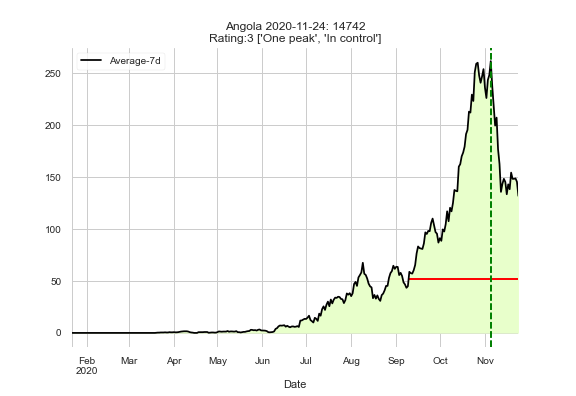 Angola 2020-11-24: 14742
Rating:3 ['One peak', 'In control']
Average-7d
250
200
150
100
50
0
Feb Mar Apr May Jun Jul Aug Sep Oct Nov
2020
Date